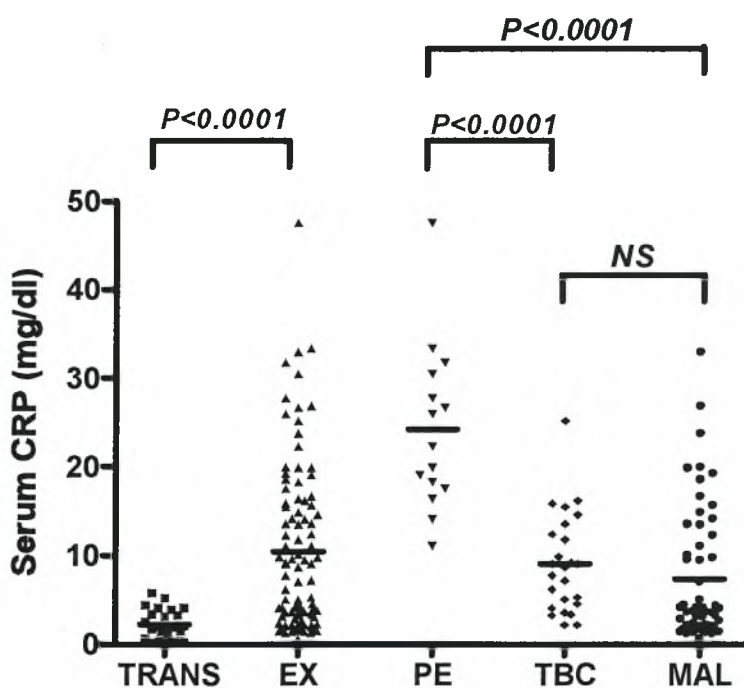 P<0.0001
P<0.0001
P<0.0001
NS
Serum CRP (mg/dl)
50
40
30
20
10
0
TRANS EX PE TBC MAL